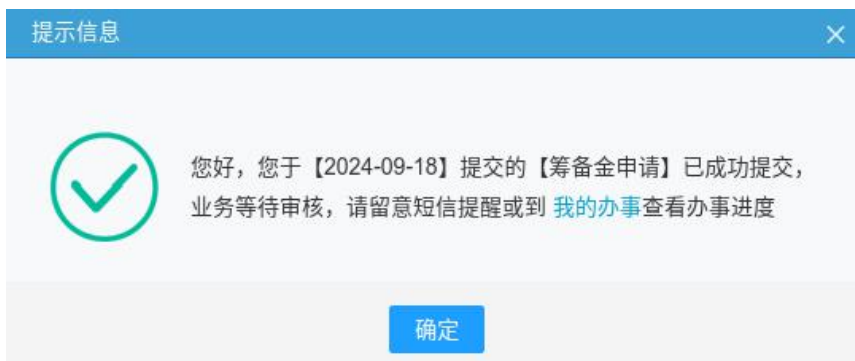 提示信息
您好，您于【2024-09-18】提交的【筹备金申请】已成功提交，
业务等待审核，请留意短信提醒或到 我的办事查看办事进度
确定